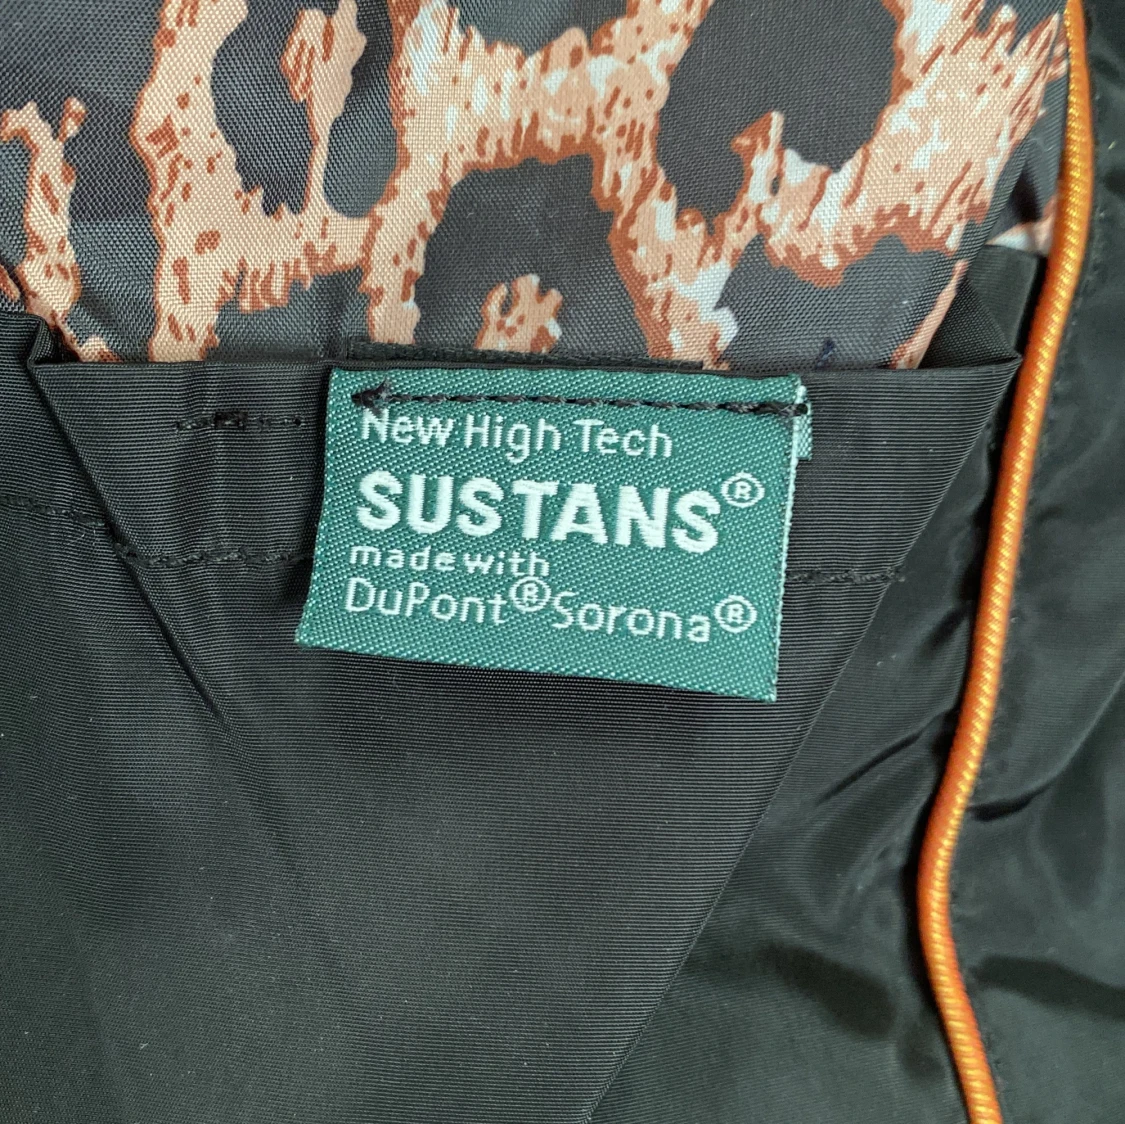 New High Tech
SUSTANS®
made with
DuPont® Sorona®